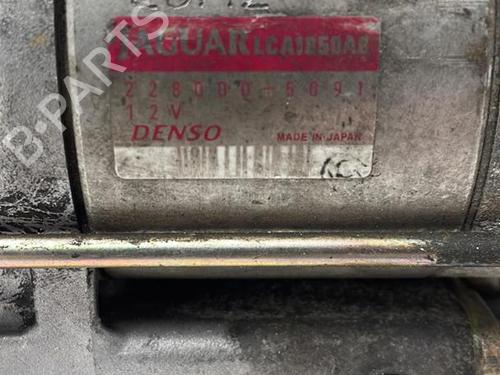 JAGUAR LCA1850AB
228000-6091
12V
DENSO MADE IN JAPAN
B-PARTS